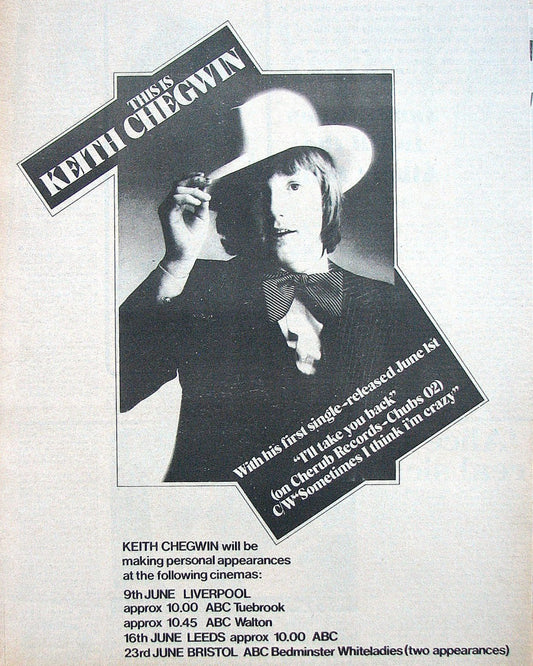 THIS IS
KEITH CHEGWIN
With his first single-released June 1st
"I'll take you back"
(on Cherub Records-Chubs 02)
C/W "Sometimes I think i'm crazy"
KEITH CHEGWIN will be
making personal appearances
at the following cinemas:
9th JUNE LIVERPOOL
approx 10.00 ABC Tuebrook
approx 10.45 ABC Walton
16th JUNE LEEDS approx 10.00 ABC
23rd JUNE BRISTOL ABC Bedminster Whiteladies (two appearances)